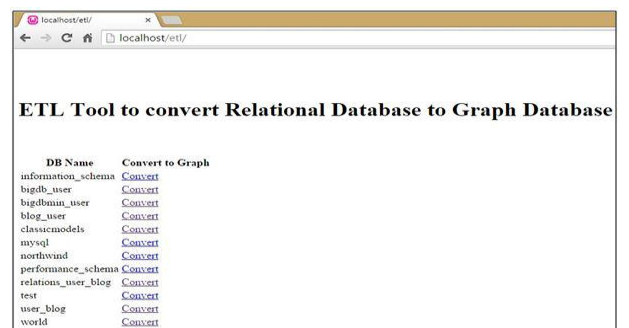 localhost/etl/
localhost/etl/
ETL Tool to convert Relational Database to Graph Database
DB Name Convert to Graph
information_schema Convert
bigdb_user Convert
bigdbmin_user Convert
blog_user Convert
classicmodels Convert
mysql Convert
northwind Convert
performance_schema Convert
relations_user_blog Convert
test Convert
user_blog Convert
world Convert